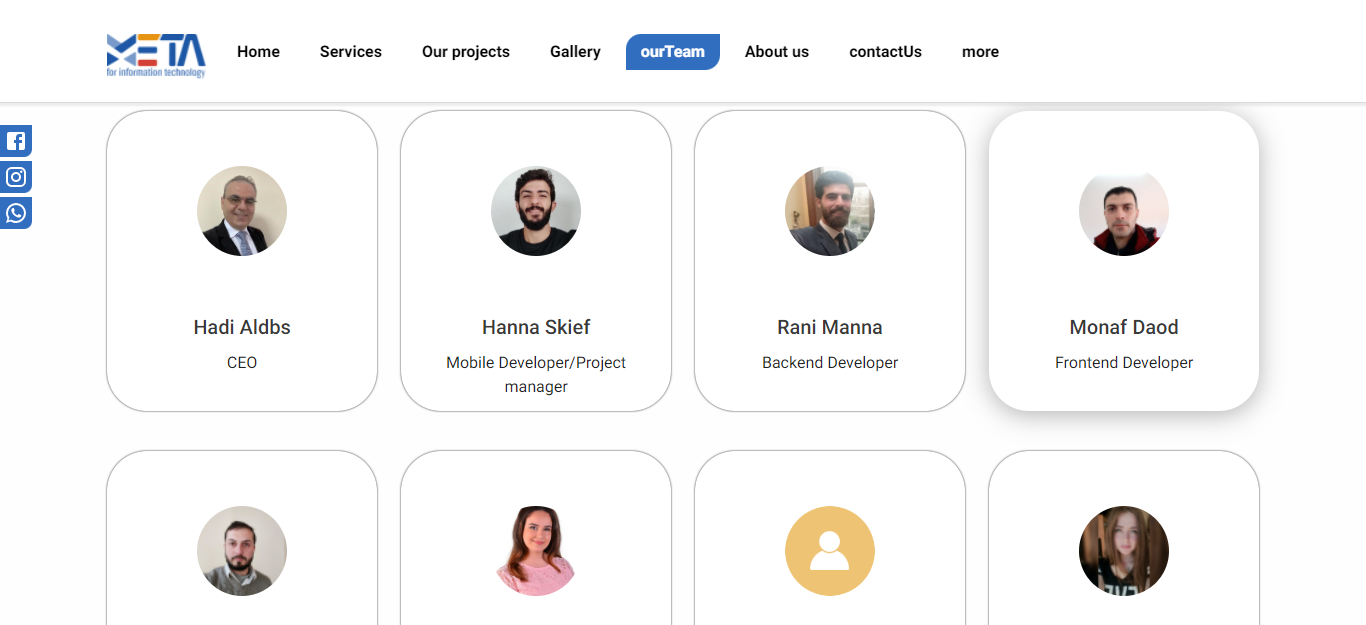 META
for information technology
Home Services Our projects Gallery ourTeam About us contactUs more
Hadi Aldbs
CEO
Hanna Skief
Mobile Developer/Project
manager
Rani Manna
Backend Developer
Monaf Daod
Frontend Developer